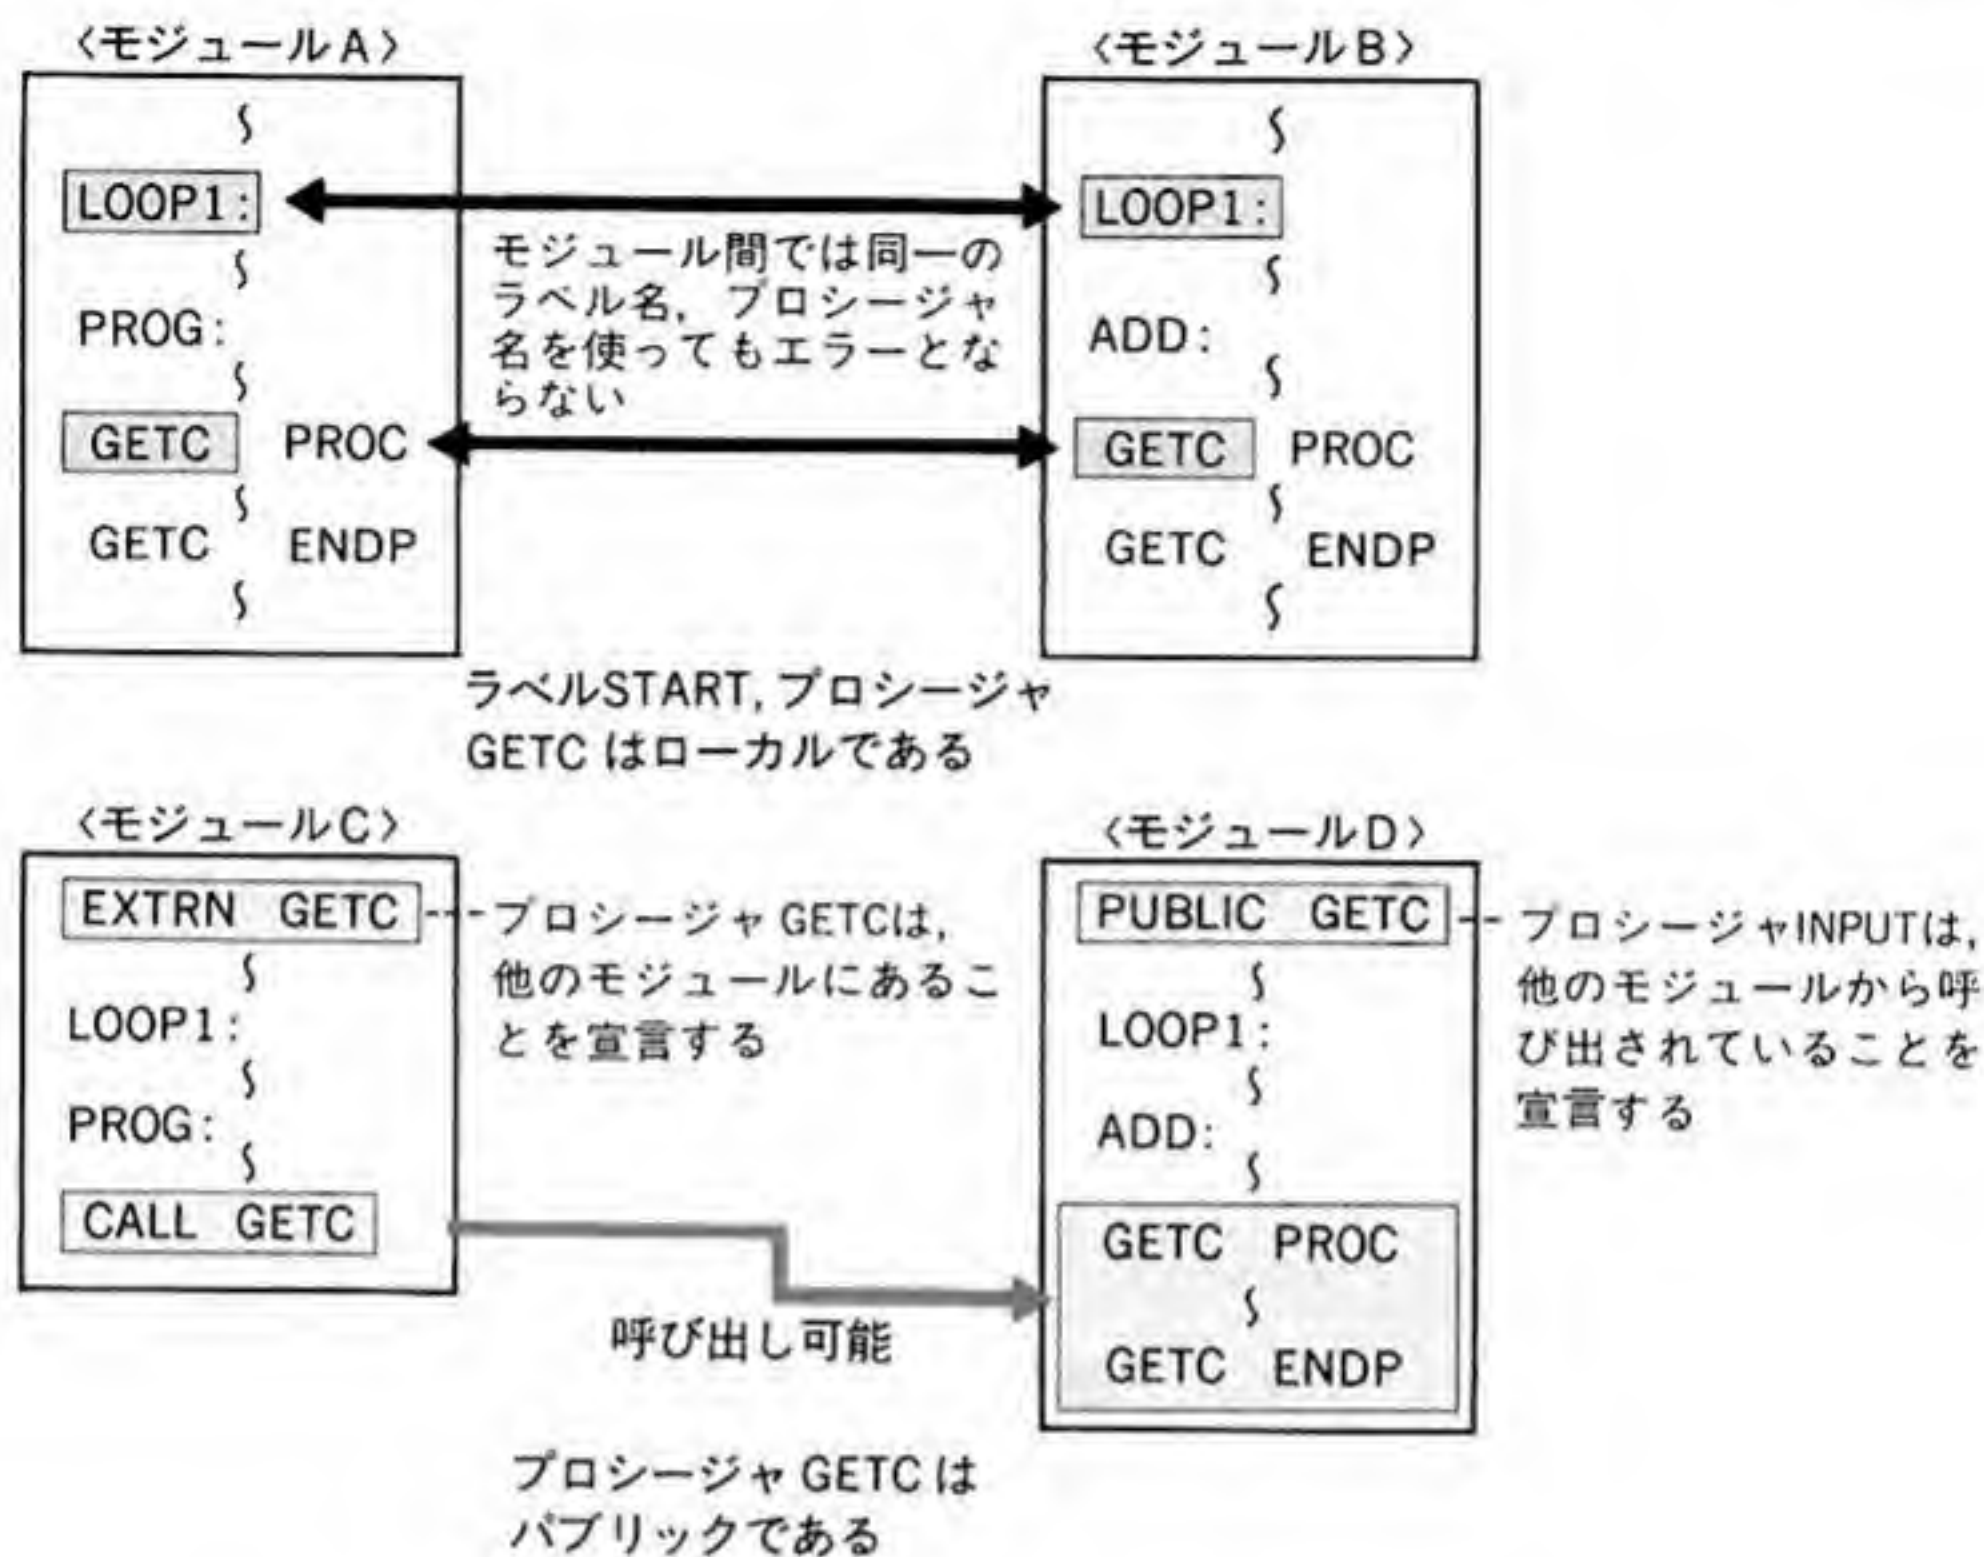 〈モジュールA〉
LOOP1:
PROG:
GETC PROC
GETC ENDP
モジュール間では同一の
ラベル名，プロシージャ
名を使ってもエラーとな
らない
〈モジュールB〉
LOOP1:
ADD:
GETC PROC
GETC ENDP
ラベルSTART, プロシージャ
GETC はローカルである
〈モジュールC〉
EXTRN GETC
LOOP1:
PROG:
CALL GETC
プロシージャ GETCは，
他のモジュールにあるこ
とを宣言する
〈モジュールD〉
PUBLIC GETC
LOOP1:
ADD:
GETC PROC
GETC ENDP
プロシージャINPUTは，
他のモジュールから呼
び出されていることを
宣言する
呼び出し可能
プロシージャ GETC は
パブリックである